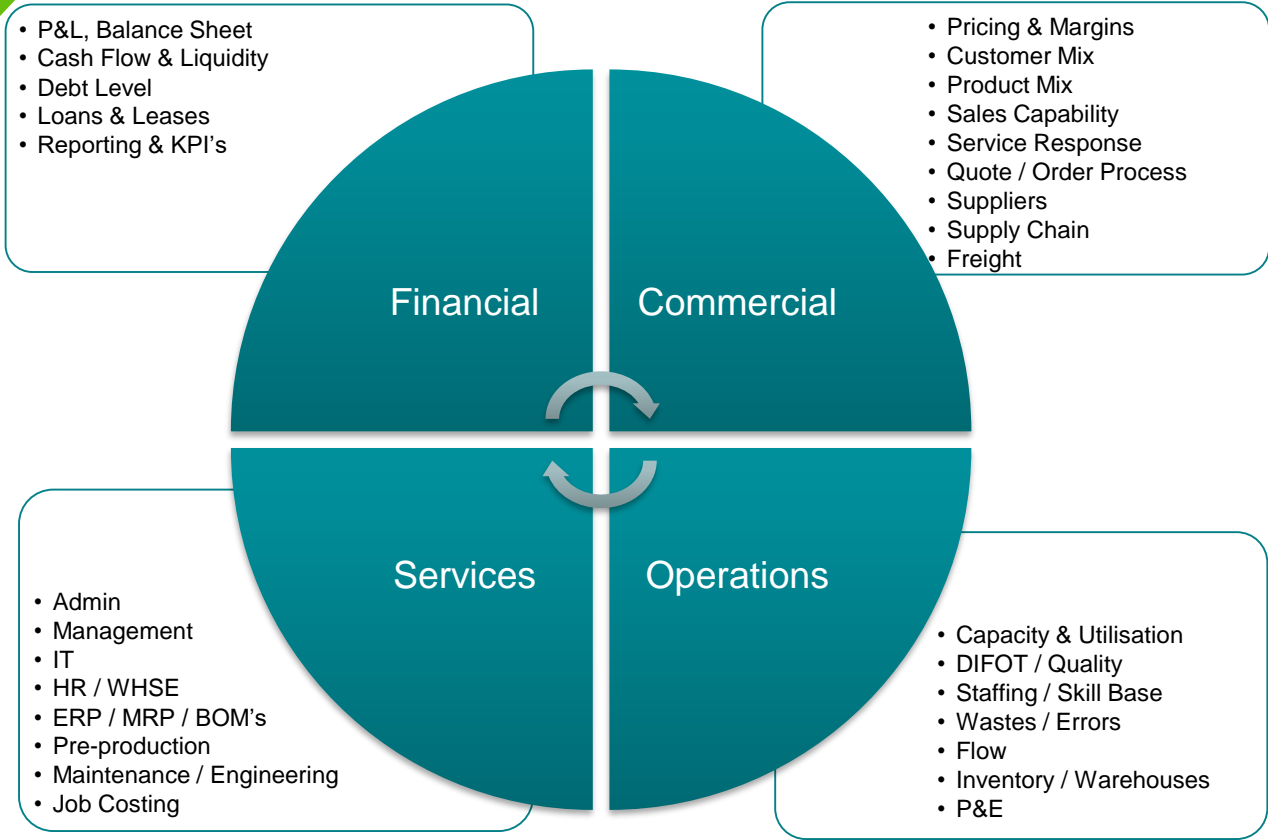 • P&L, Balance Sheet
• Cash Flow & Liquidity
• Debt Level
• Loans & Leases
• Reporting & KPI’s
• Pricing & Margins
• Customer Mix
• Product Mix
• Sales Capability
• Service Response
• Quote / Order Process
• Suppliers
• Supply Chain
• Freight
Financial
Commercial
Services
Operations
• Admin
• Management
• IT
• HR / WHSE
• ERP / MRP / BOM’s
• Pre-production
• Maintenance / Engineering
• Job Costing
• Capacity & Utilisation
• DIFOT / Quality
• Staffing / Skill Base
• Wastes / Errors
• Flow
• Inventory / Warehouses
• P&E